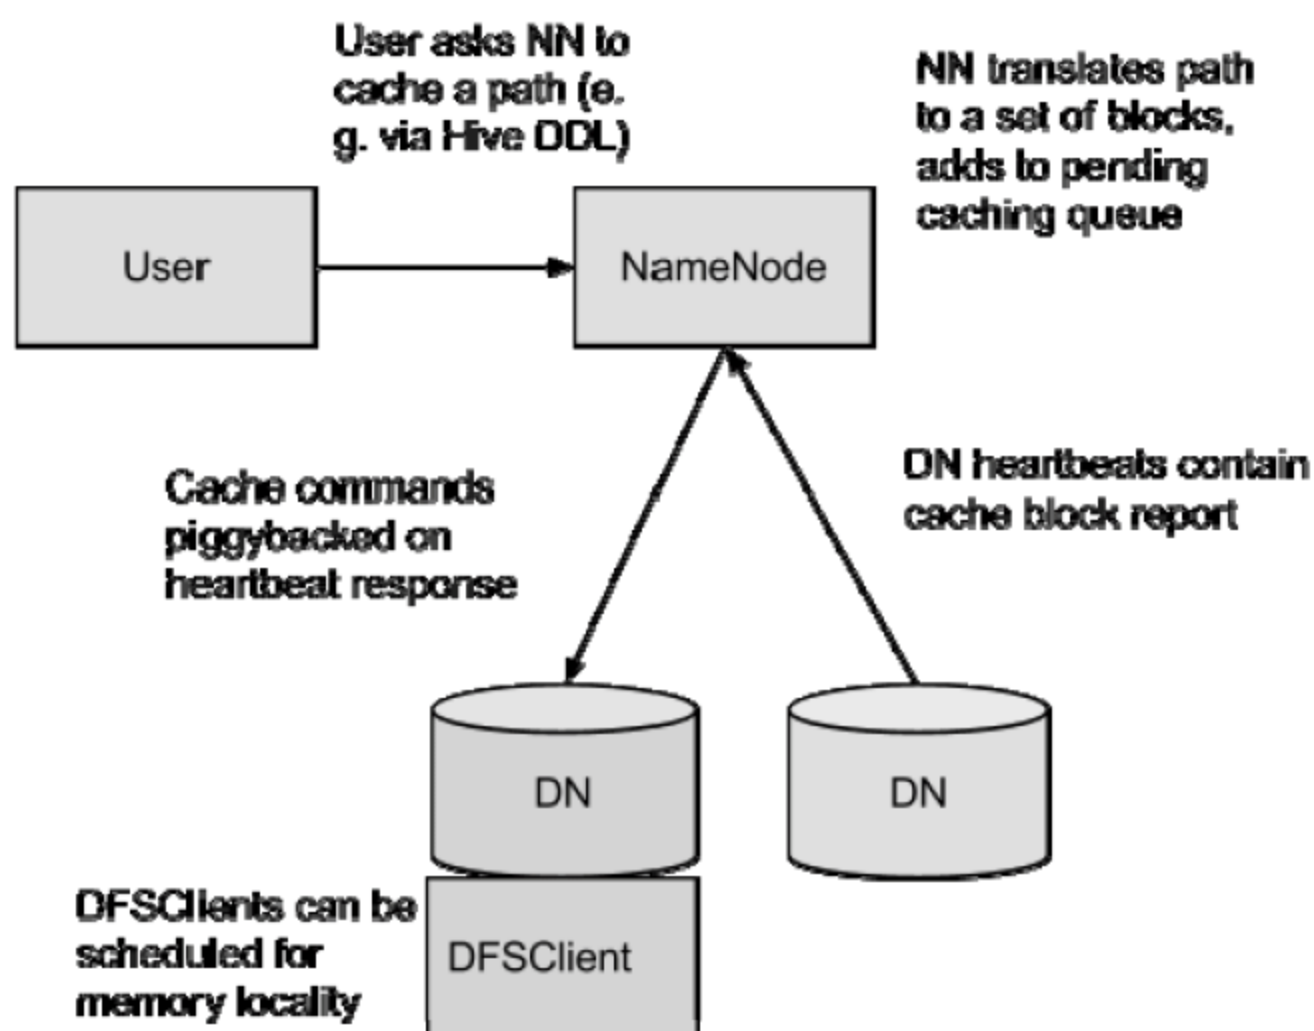 User asks NN to
cache a path (e.
g. via Hive DDL)
NN translates path
to a set of blocks,
adds to pending
caching queue
User
NameNode
Cache commands
piggybacked on
heartbeat response
DN heartbeats contain
cache block report
DN
DN
DFSClients can be
scheduled for
memory locality
DFSClient